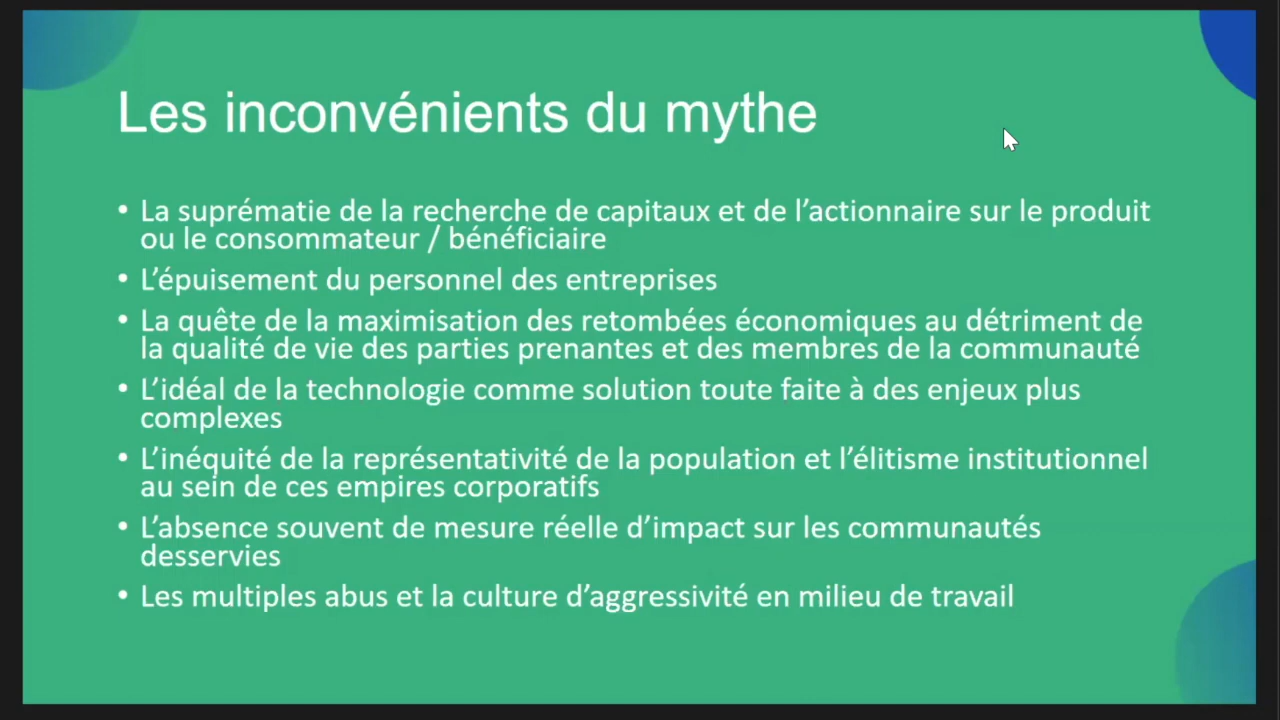 Les inconvénients du mythe
• La suprématie de la recherche de capitaux et de l’actionnaire sur le produit
ou le consommateur / bénéficiaire
• L’épuisement du personnel des entreprises
• La quête de la maximisation des retombées économiques au détriment de
la qualité de vie des parties prenantes et des membres de la communauté
• L’idéal de la technologie comme solution toute faite à des enjeux plus
complexes
• L’inéquité de la représentativité de la population et l’élitisme institutionnel
au sein de ces empires corporatifs
• L’absence souvent de mesure réelle d’impact sur les communautés
desservies
• Les multiples abus et la culture d’aggressivité en milieu de travail